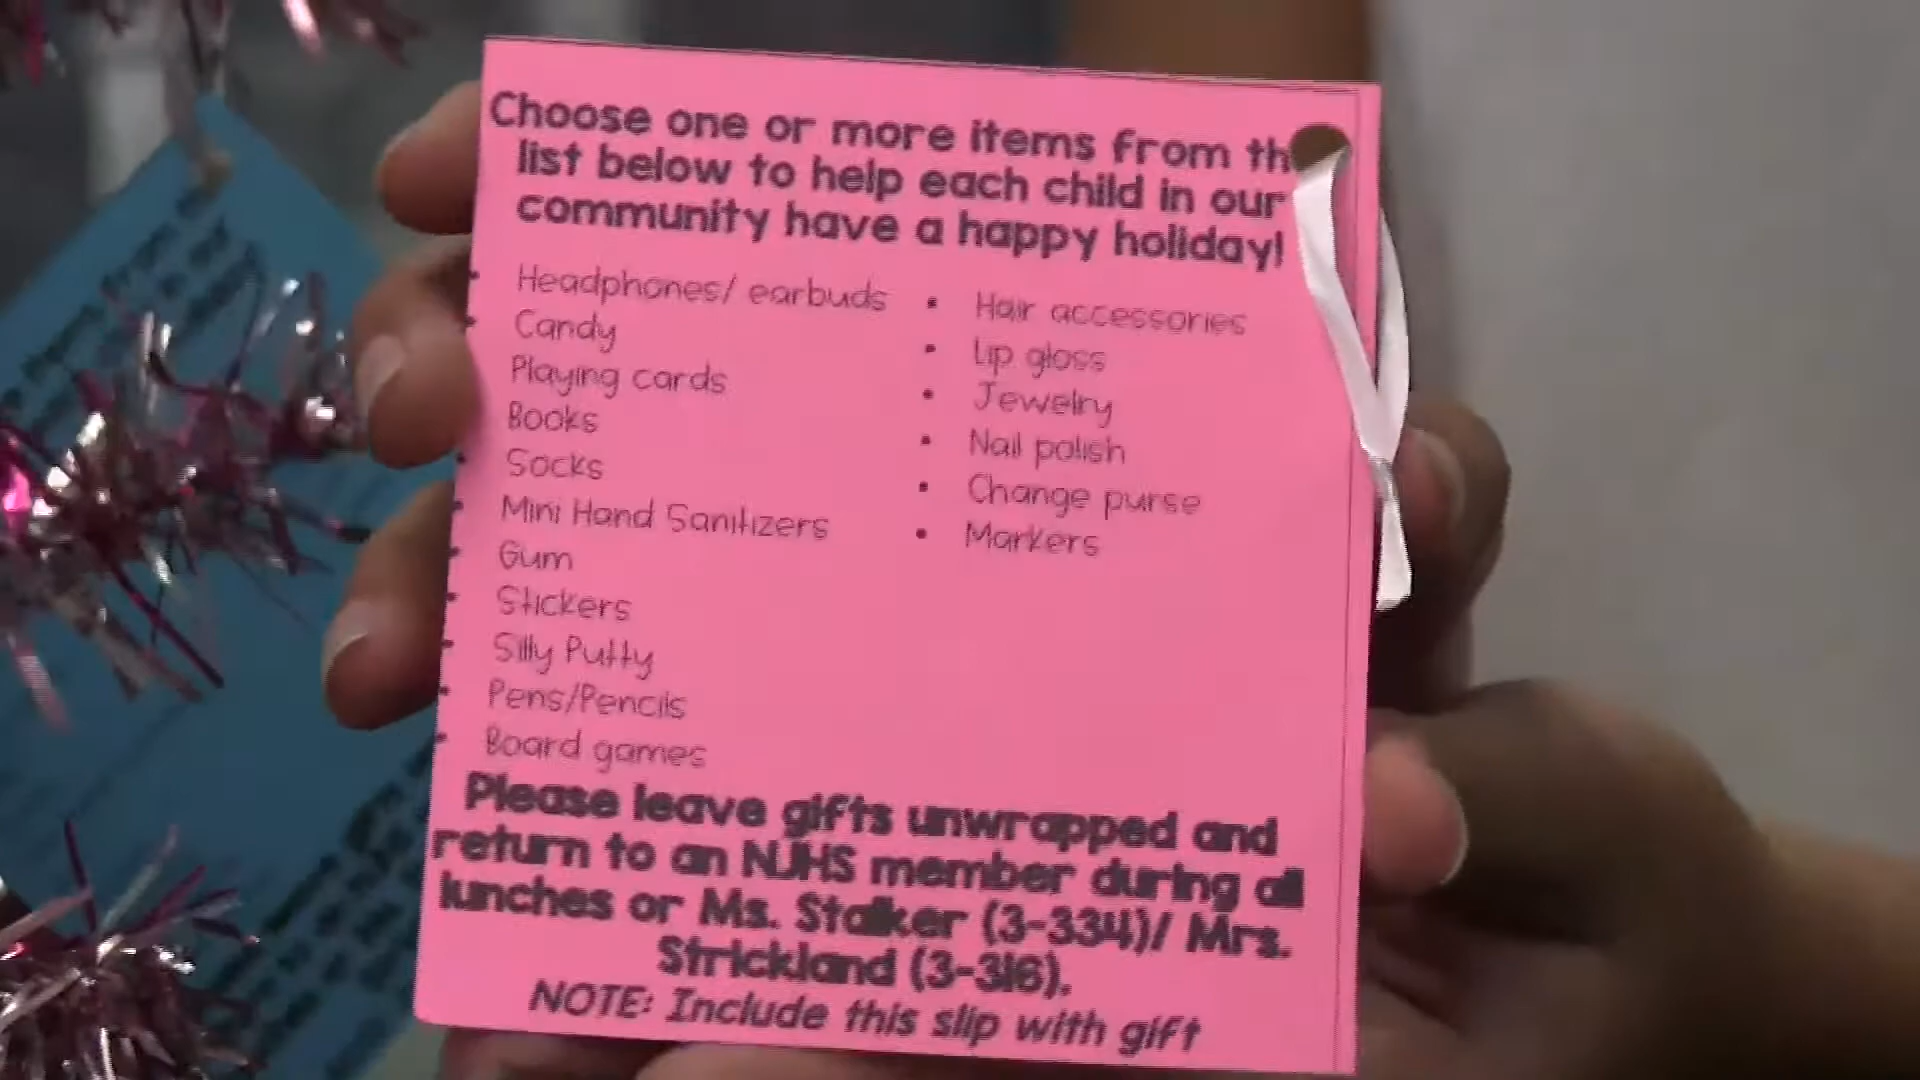 Choose one or more items from th
list below to help each child in our
community have a happy holiday!
Headphones/ earbuds
Candy
Playing cards
Books
Socks
Mini Hand Sanitizers
Gum
Stickers
Silly Putty
Pens/Pencils
Board games
Hair accessories
Lip gloss
Jewelry
Nail polish
Change purse
Markers
Please leave gifts unwrapped and
return to an NJHS member during all
lunches or Ms. Stalker (3-334)/ Mrs.
Strickland (3-316).
NOTE: Include this slip with gift